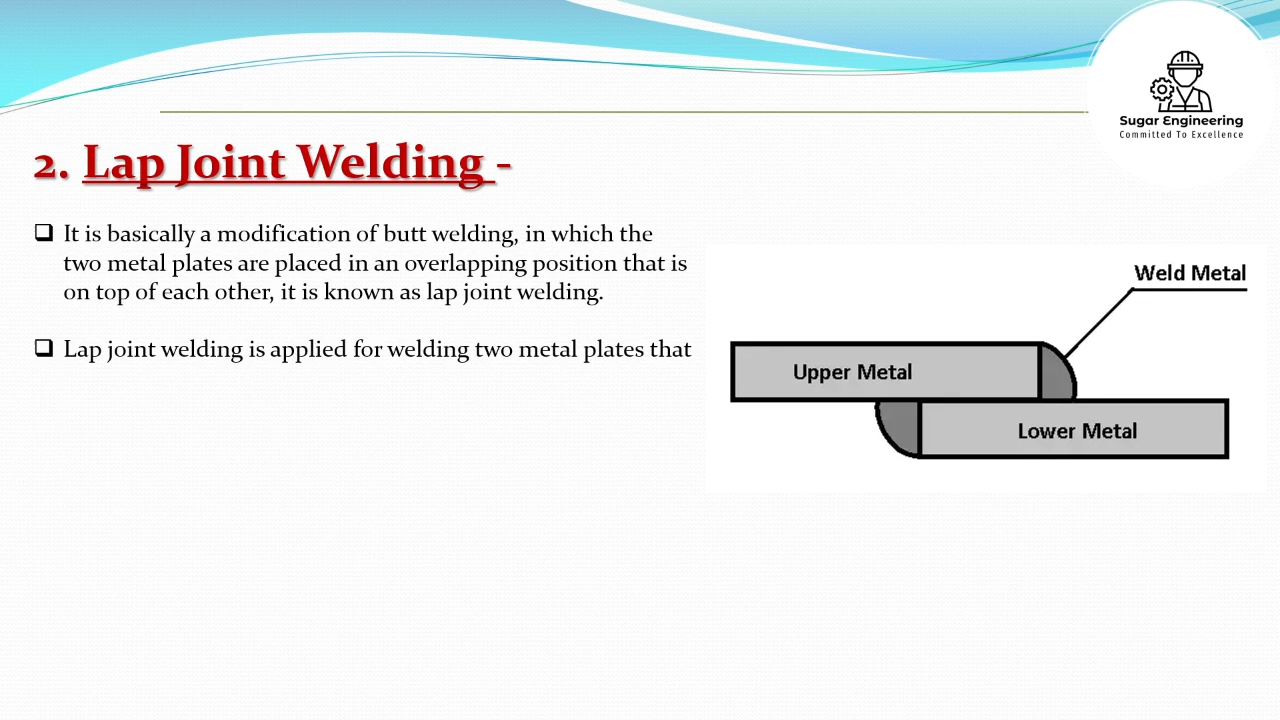 Sugar Engineering
Committed To Excellence
2. Lap Joint Welding -
It is basically a modification of butt welding, in which the
two metal plates are placed in an overlapping position that is
on top of each other, it is known as lap joint welding.
Lap joint welding is applied for welding two metal plates that
Weld Metal
Upper Metal
Lower Metal